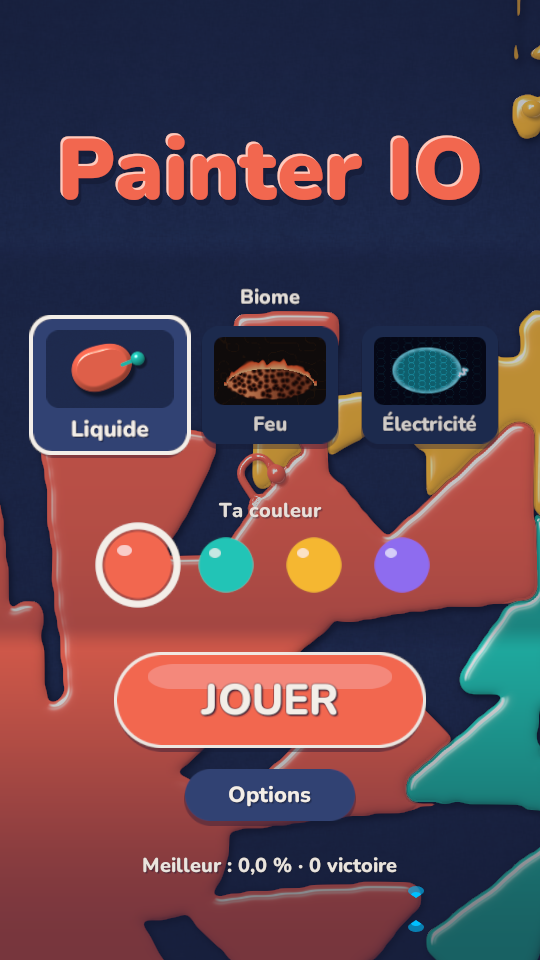 Painter IO
Biome
Liquide
Feu
Électricité
Ta couleur
JOUER
Options
Meilleur : 0,0 % · 0 victoire